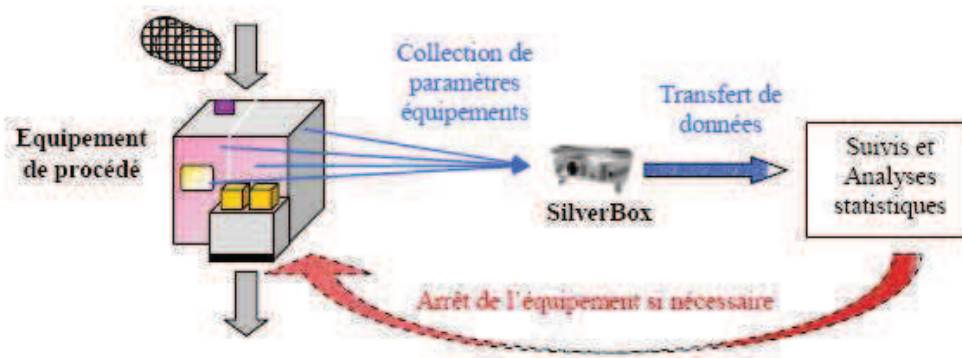 Collection de
paramètres
équipements
Transfert de
données
Equipement
de procédé
SilverBox
Suivis et
Analyses
statistiques
Arrêt de l'équipement si nécessaire